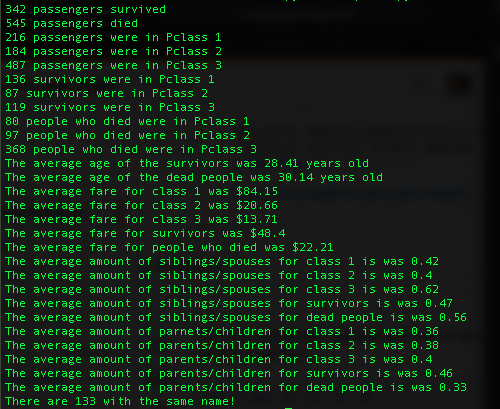 342 passengers survived
545 passengers died
216 passengers were in Pclass 1
184 passengers were in Pclass 2
487 passengers were in Pclass 3
136 survivors were in Pclass 1
87 survivors were in Pclass 2
119 survivors were in Pclass 3
80 people who died were in Pclass 1
97 people who died were in Pclass 2
368 people who died were in Pclass 3
The average age of the survivors was 28.41 years old
The average age of the dead people was 30.14 years old
The average fare for class 1 was $84.15
The average fare for class 2 was $20.66
The average fare for class 3 was $13.71
The average fare for survivors was $48.4
The average fare for people who died was $22.21
The average amount of siblings/spouses for class 1 is was 0.42
The average amount of siblings/spouses for class 2 is was 0.4
The average amount of siblings/spouses for class 3 is was 0.62
The average amount of siblings/spouses for survivors is was 0.47
The average amount of siblings/spouses for dead people is was 0.56
The average amount of parnets/children for class 1 is was 0.36
The average amount of parents/children for class 2 is was 0.38
The average amount of parents/children for class 3 is was 0.4
The average amount of parents/children for survivors is was 0.46
The average amount of parents/children for dead people is was 0.33
There are 133 with the same name!